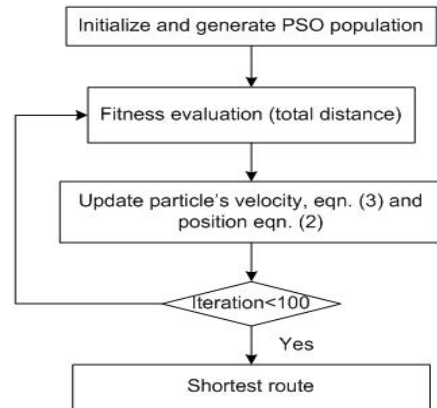 Initialize and generate PSO population
Fitness evaluation (total distance)
Update particle's velocity, eqn. (3) and
position eqn. (2)
Iteration<100
Yes
Shortest route